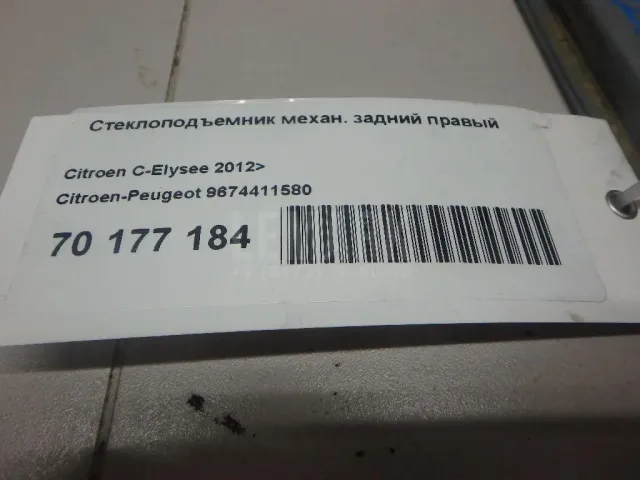 Стеклоподъемник механ. задний правый
Citroen C-Elysee 2012>
Citroen-Peugeot 9674411580
70 177 184